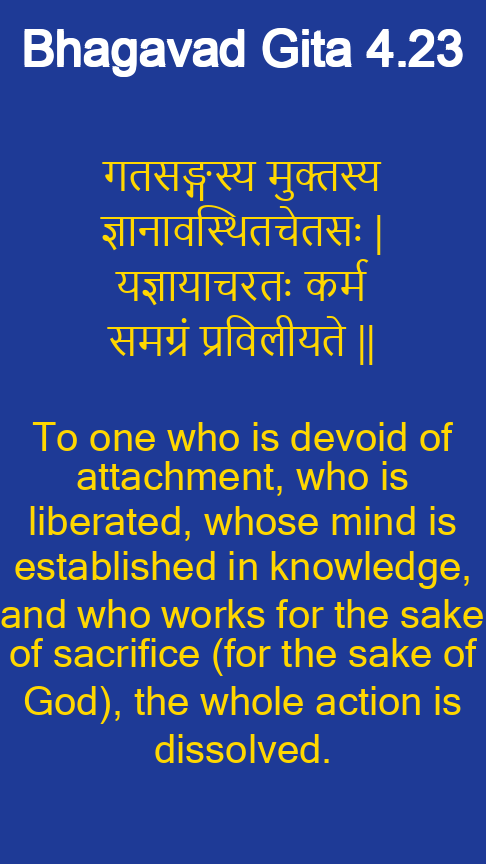 Bhagavad Gita 4.23
गतसङ्गस्य मुक्तस्य
ज्ञानावस्थितचेतसः |
यज्ञायाचरतः कर्म
समग्रं प्रविलीयते ||
To one who is devoid of
attachment, who is
liberated, whose mind is
established in knowledge,
and who works for the sake
of sacrifice (for the sake of
God), the whole action is
dissolved.